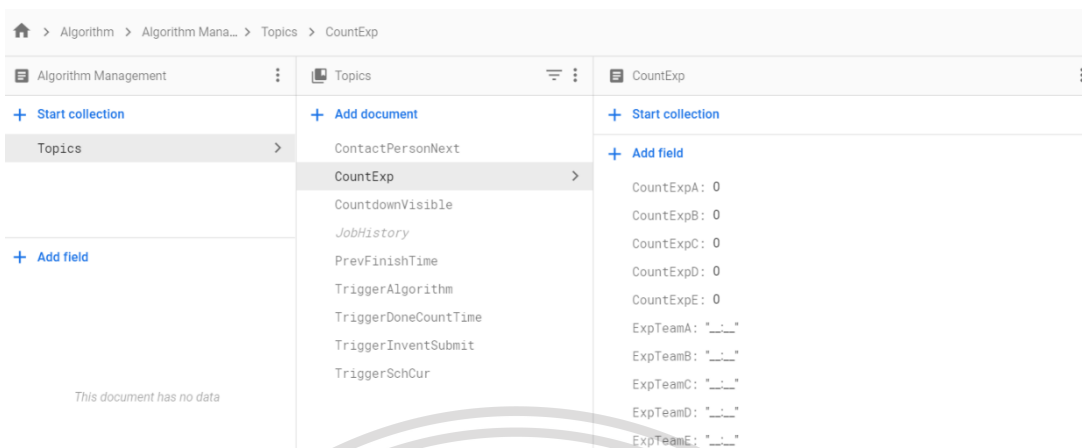 Algorithm > Algorithm Mana... > Topics > CountExp
Algorithm Management
Start collection
Topics
Add field
This document has no data
Topics
Add document
ContactPersonNext
CountExp
CountdownVisible
JobHistory
PrevFinishTime
TriggerAlgorithm
TriggerDoneCountTime
TriggerInventSubmit
TriggerSchCur
CountExp
Start collection
Add field
CountExpA: 0
CountExpB: 0
CountExpC: 0
CountExpD: 0
CountExpE: 0
ExpTeamA: "__:__"
ExpTeamB: "__:__"
ExpTeamC: "__:__"
ExpTeamD: "__:__"
ExpTeamE: "__:__"